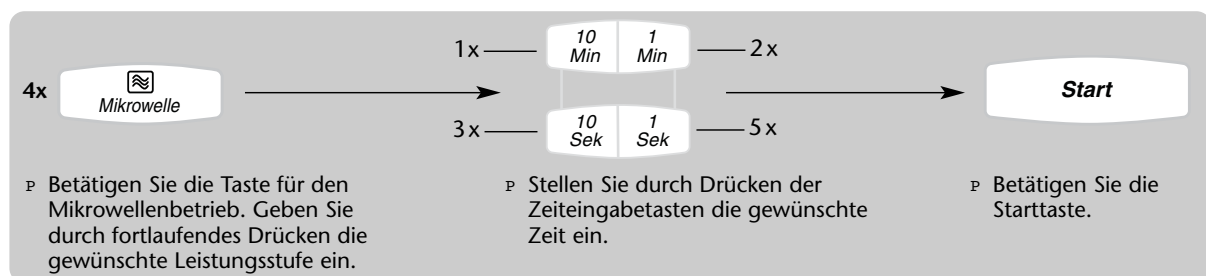 4x
Mikrowelle
1x
10 Min
1 Min
2x
3x
10 Sek
1 Sek
5x
Start
P Betätigen Sie die Taste für den
Mikrowellenbetrieb. Geben Sie
durch fortlaufendes Drücken die
gewünschte Leistungsstufe ein.
P Stellen Sie durch Drücken der
Zeiteingabetasten die gewünschte
Zeit ein.
P Betätigen Sie die
Starttaste.